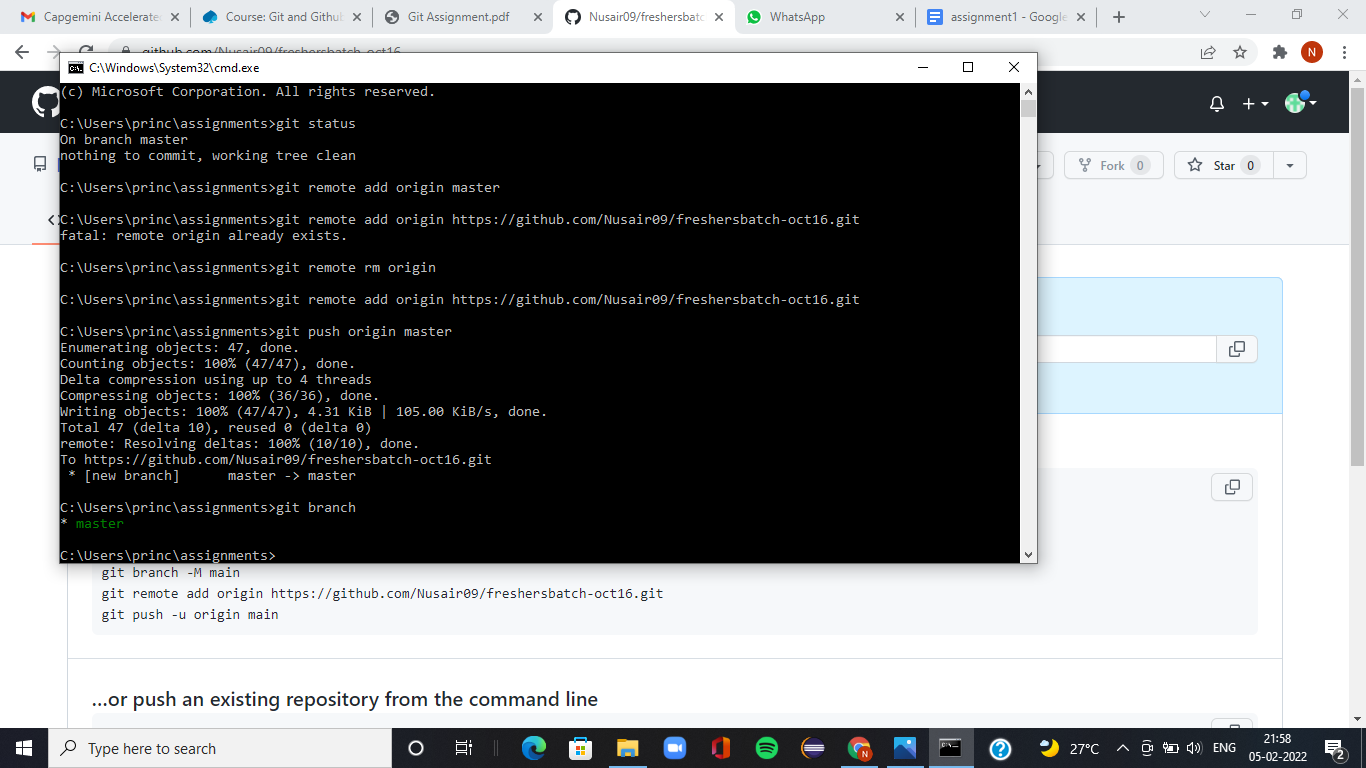 Capgemini Accelerate
Course: Git and Github
Git Assignment.pdf
Nusair09/freshersbatc
WhatsApp
assignment1 - Google
github.com/Nusair09/freshersbatch-oct16
N
C:\Windows\System32\cmd.exe
(c) Microsoft Corporation. All rights reserved.
C:\Users\princ\assignments>git status
On branch master
nothing to commit, working tree clean
C:\Users\princ\assignments>git remote add origin master
C:\Users\princ\assignments>git remote add origin https://github.com/Nusair09/freshersbatch-oct16.git
fatal: remote origin already exists.
C:\Users\princ\assignments>git remote rm origin
C:\Users\princ\assignments>git remote add origin https://github.com/Nusair09/freshersbatch-oct16.git
C:\Users\princ\assignments>git push origin master
Enumerating objects: 47, done.
Counting objects: 100% (47/47), done.
Delta compression using up to 4 threads
Compressing objects: 100% (36/36), done.
Writing objects: 100% (47/47), 4.31 KiB | 105.00 KiB/s, done.
Total 47 (delta 10), reused 0 (delta 0)
remote: Resolving deltas: 100% (10/10), done.
To https://github.com/Nusair09/freshersbatch-oct16.git
 * [new branch]      master -> master
C:\Users\princ\assignments>git branch
* master
C:\Users\princ\assignments>
Fork 0
Star 0
git branch -M main
git remote add origin https://github.com/Nusair09/freshersbatch-oct16.git
git push -u origin main
...or push an existing repository from the command line
Type here to search
27°C
ENG
21:58
05-02-2022
2